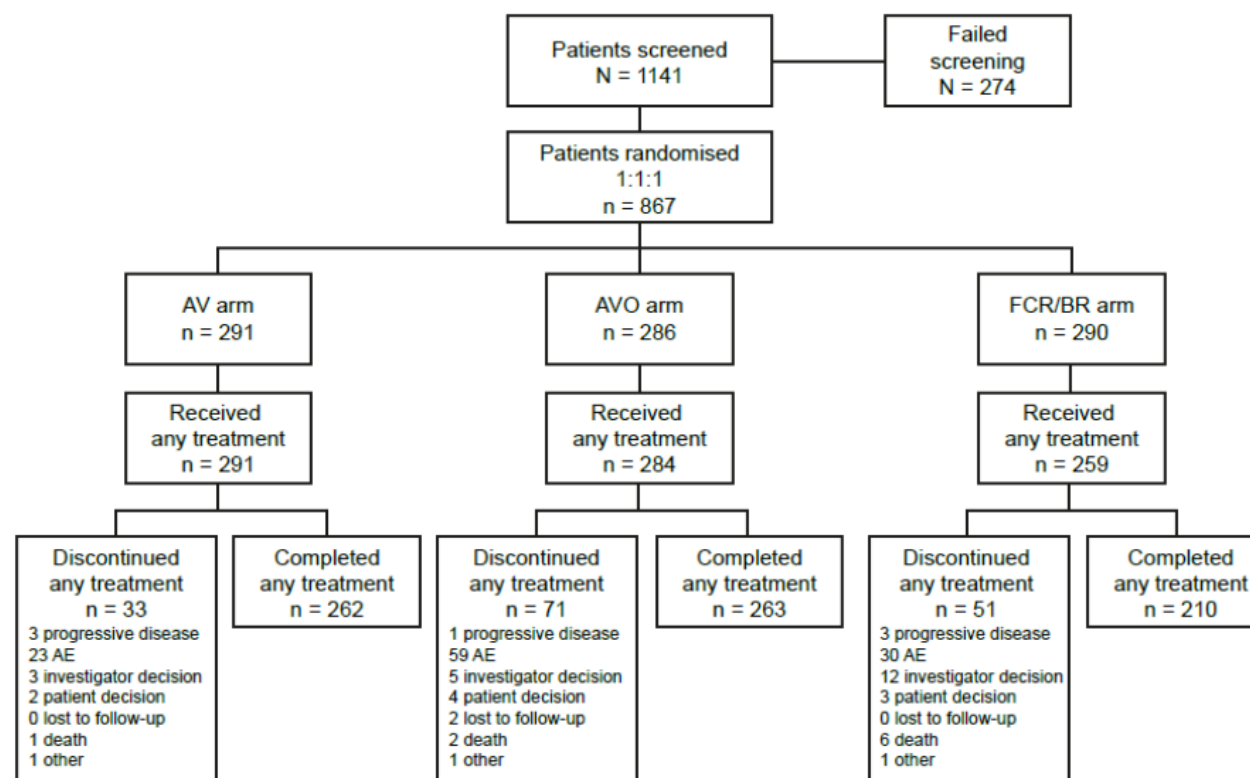 Patients screened
N = 1141
Failed
screening
N = 274
Patients randomised
1:1:1
n = 867
AV arm
n = 291
AVO arm
n = 286
FCR/BR arm
n = 290
Received
any treatment
n = 291
Received
any treatment
n = 284
Received
any treatment
n = 259
Discontinued
any treatment
n = 33
3 progressive disease
23 AE
3 investigator decision
2 patient decision
0 lost to follow-up
1 death
1 other
Completed
any treatment
n = 262
Discontinued
any treatment
n = 71
1 progressive disease
59 AE
5 investigator decision
4 patient decision
2 lost to follow-up
2 death
1 other
Completed
any treatment
n = 263
Discontinued
any treatment
n = 51
3 progressive disease
30 AE
12 investigator decision
3 patient decision
0 lost to follow-up
6 death
1 other
Completed
any treatment
n = 210